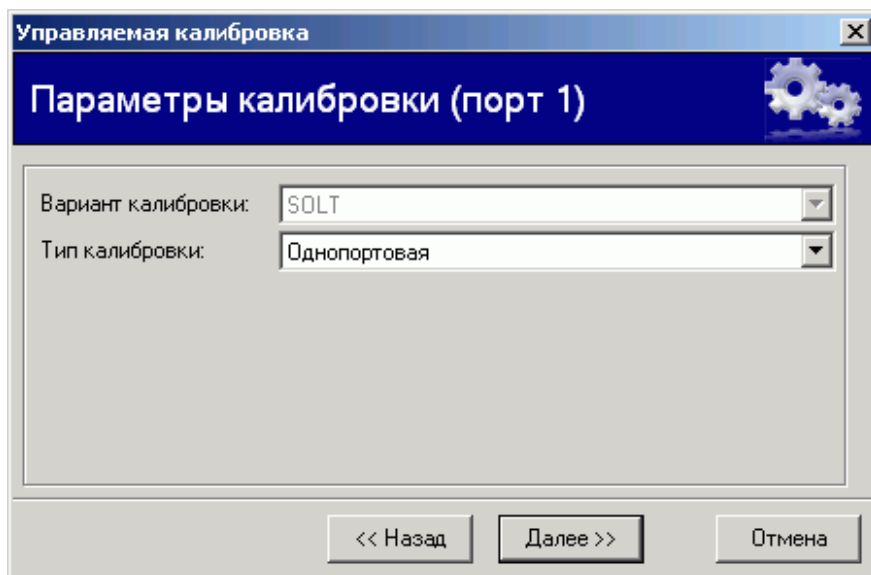 Управляемая калибровка
Параметры калибровки (порт 1)
Вариант калибровки: SOLT
Тип калибровки: Однопортовая
<< Назад Далее >> Отмена